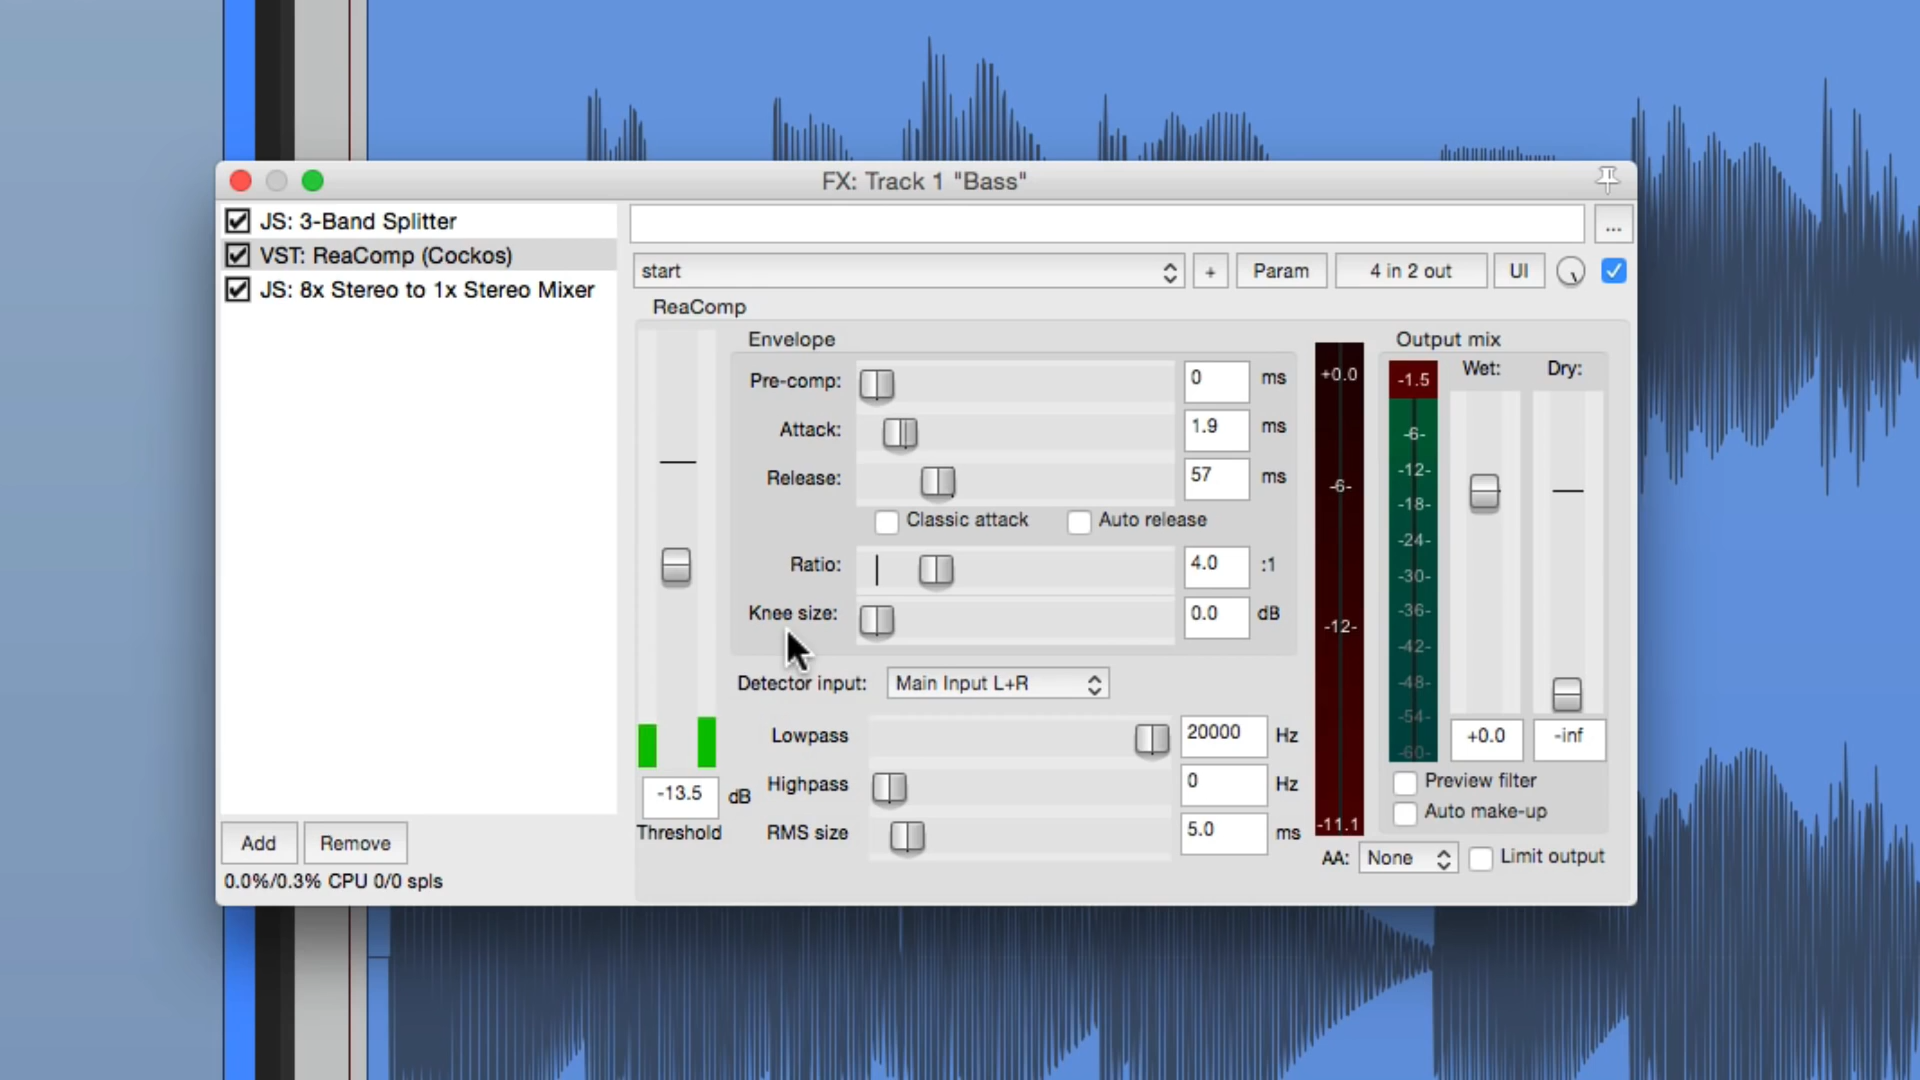 FX: Track 1 "Bass"
JS: 3-Band Splitter
VST: ReaComp (Cockos)
JS: 8x Stereo to 1x Stereo Mixer
...
start
+
Param
4 in 2 out
UI
ReaComp
Envelope
Pre-comp: 0 ms
Attack: 1.9 ms
Release: 57 ms
Classic attack Auto release
Ratio: 4.0 :1
Knee size: 0.0 dB
Detector input: Main Input L+R
Lowpass 20000 Hz
Highpass 0 Hz
RMS size 5.0 ms
-13.5 dB
Threshold
+0.0
-6-
-12-
-11.1
Output mix
Wet: Dry:
-1.5
-6-
-12-
-18-
-24-
-30-
-36-
-42-
-48-
-54-
-60-
+0.0 -inf
Preview filter
Auto make-up
AA: None Limit output
Add Remove
0.0%/0.3% CPU 0/0 spls